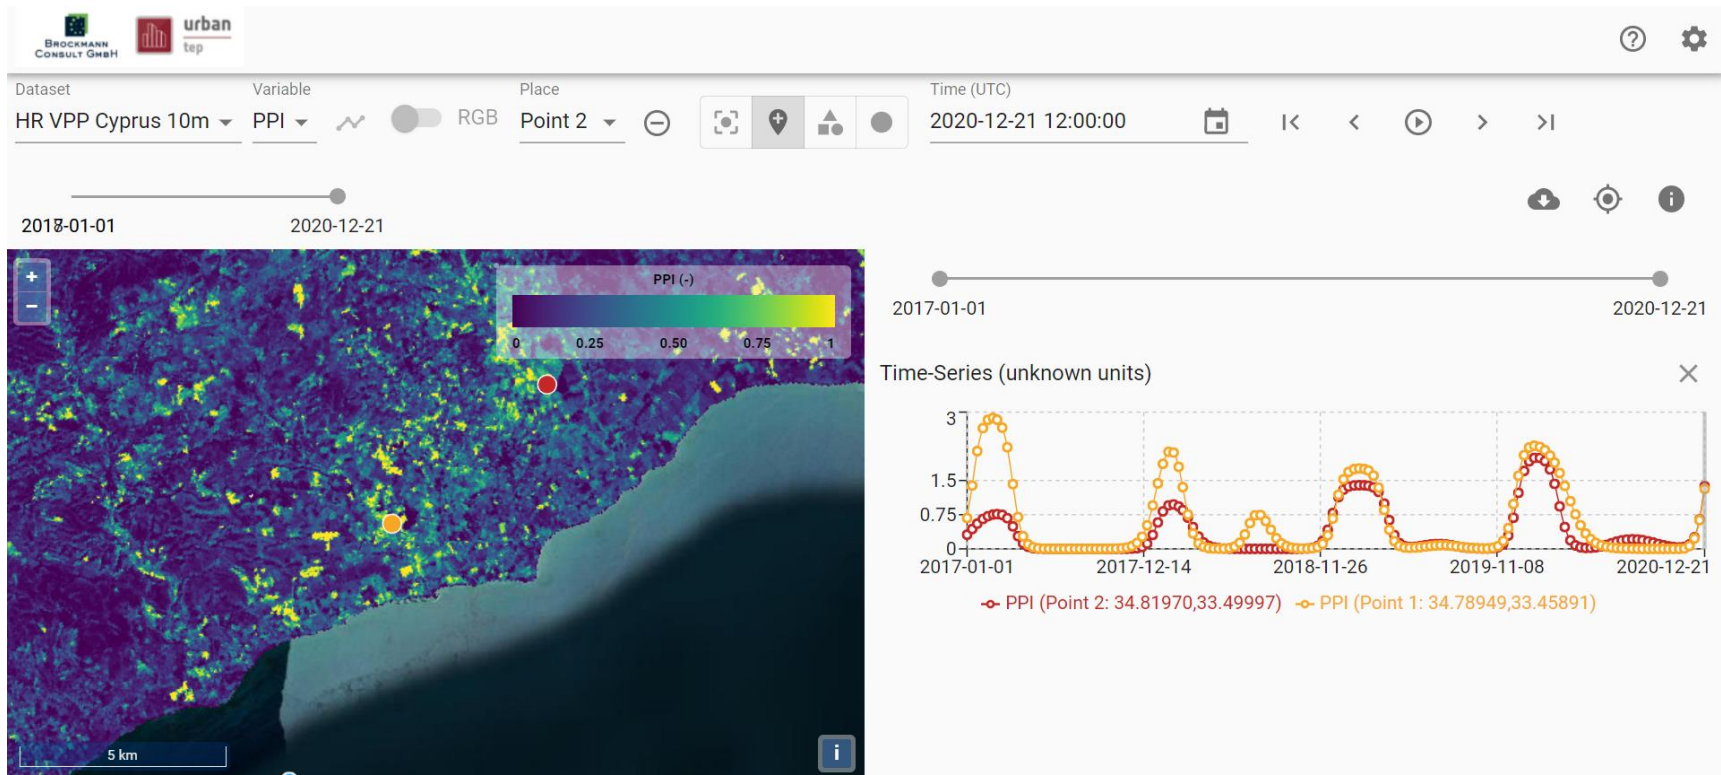 BROCKMANN
CONSULT GMBH
urban
tep
Dataset
Variable
Place
Time (UTC)
HR VPP Cyprus 10m
PPI
RGB
Point 2
2020-12-21 12:00:00
-01-01
2020-12-21
+
−
PPI (-)
0 0.25 0.50 0.75 1
5 km
i
2017-01-01
2020-12-21
Time-Series (unknown units)
3
1.5
0.75
0
2017-01-01 2017-12-14 2018-11-26 2019-11-08 2020-12-21
PPI (Point 2: 34.81970,33.49997) PPI (Point 1: 34.78949,33.45891)